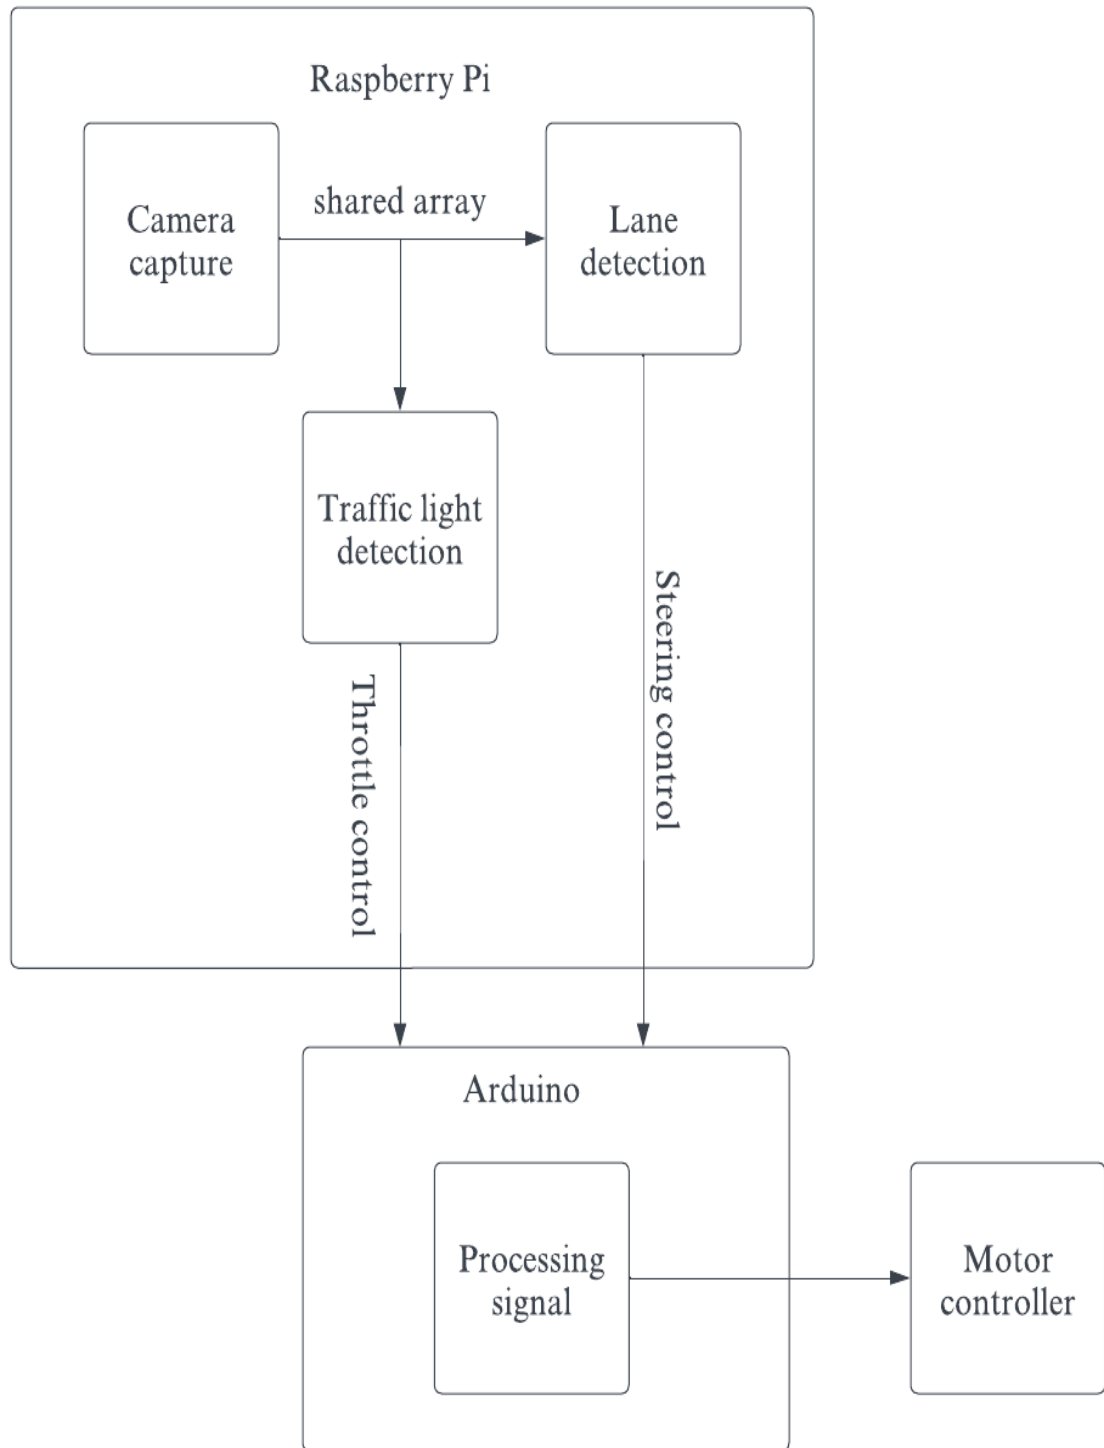 Raspberry Pi
Camera
capture
shared array
Lane
detection
Traffic light
detection
Throttle control
Steering control
Arduino
Processing
signal
Motor
controller